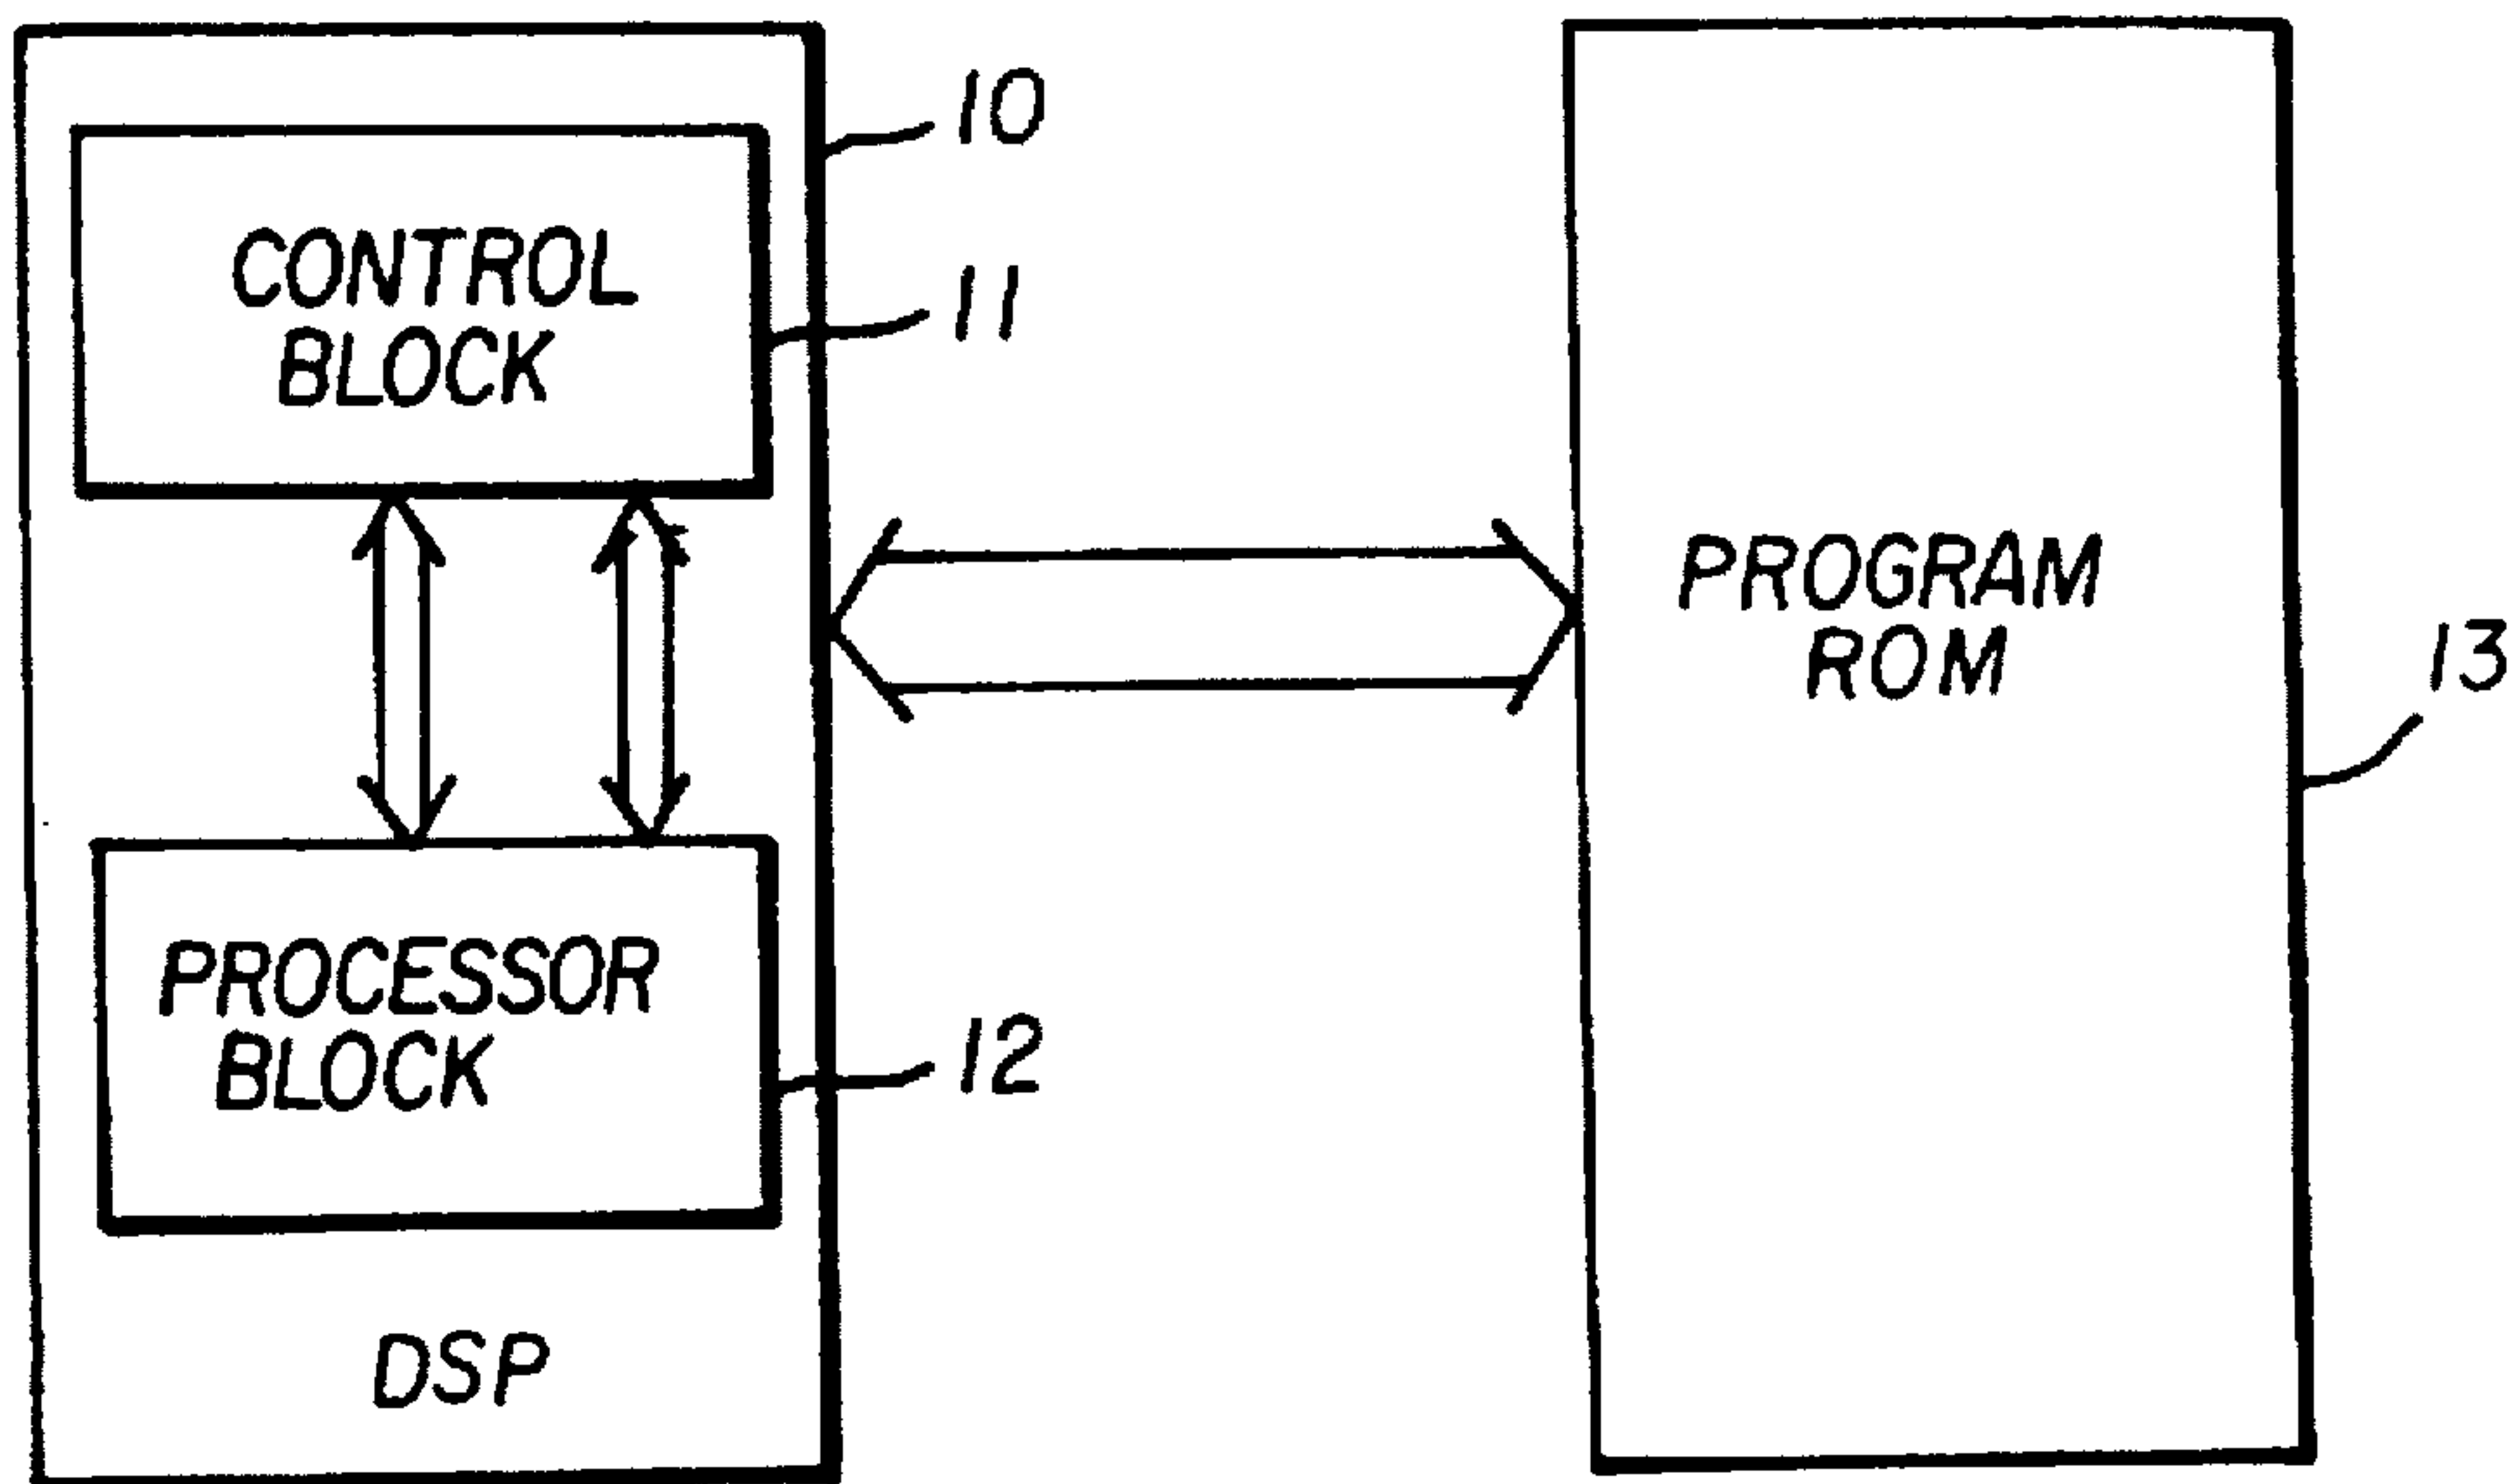 10
CONTROL
BLOCK
11
PROGRAM
ROM
13
PROCESSOR
BLOCK
12
DSP